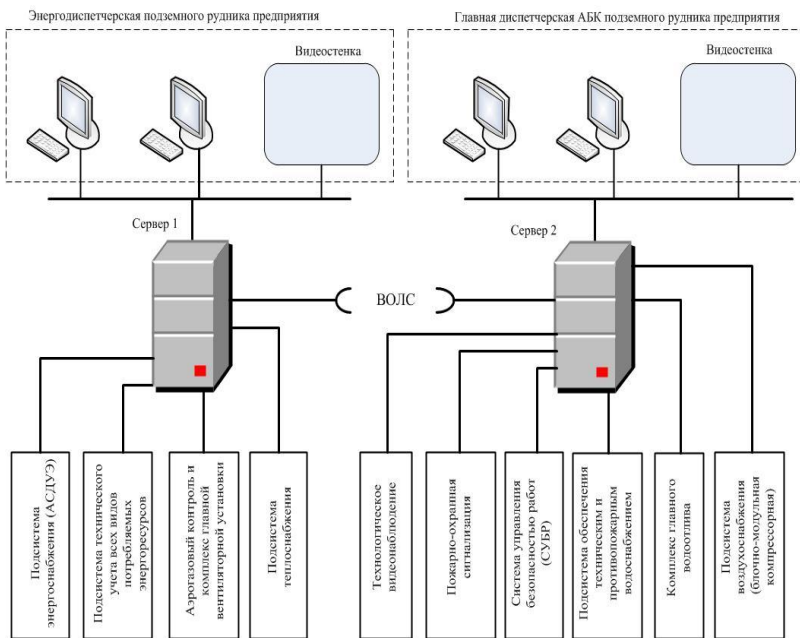 Энергодиспетчерская подземного рудника предприятия
Видеостенка
Главная диспетчерская АБК подземного рудника предприятия
Видеостенка
Сервер 1
Сервер 2
ВОЛС
Подсистема
энергоснабжения (АСДУЭ)
Подсистема технического
учета всех видов
потребляемых
энергоресурсов
Аэрогазовый контроль и
комплекс главной
вентиляторной установки
Подсистема
теплоснабжения
Технологическое
видеонаблюдение
Пожарно-охранная
сигнализация
Система управления
безопасностью работ
(СУБР)
Подсистема обеспечения
техническим и
противопожарным
водоснабжением
Комплекс главного
водоотлива
Подсистема
воздухоснабжения
(блочно-модульная
компрессорная)